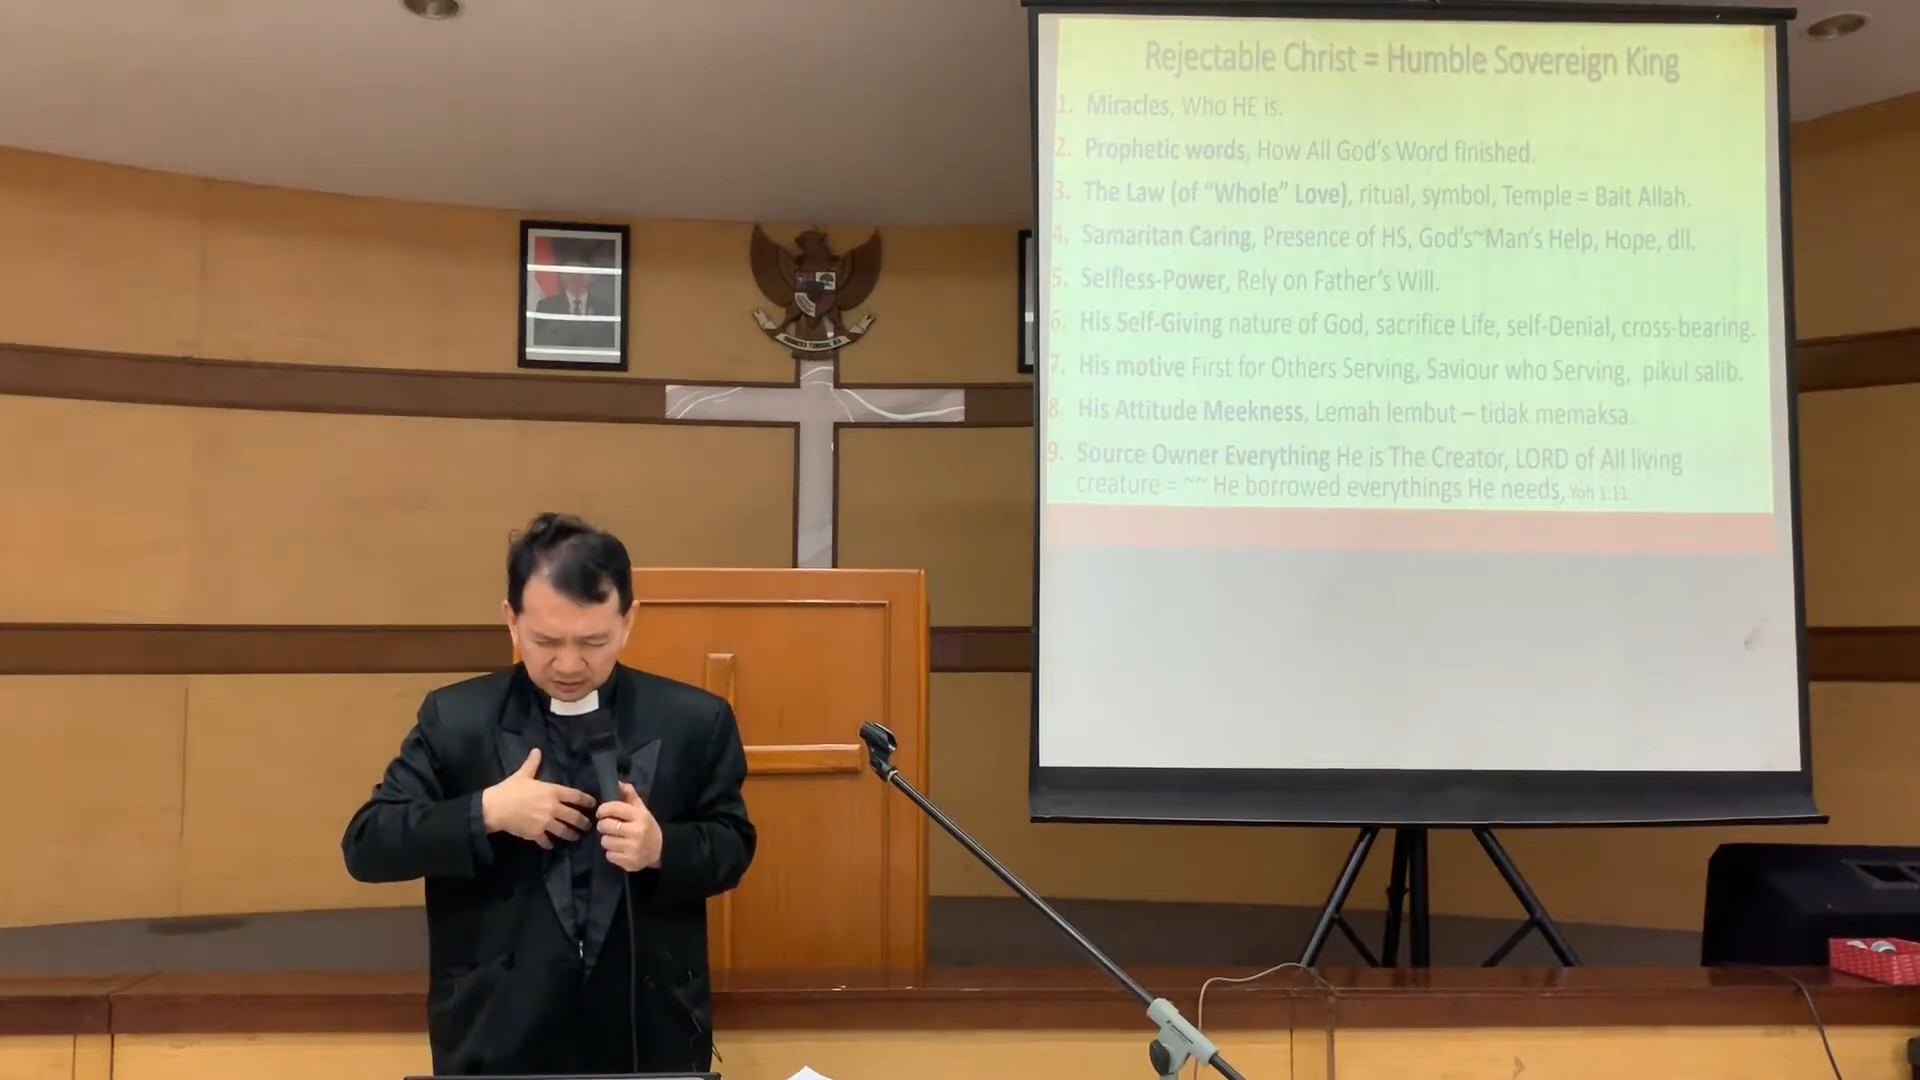 Rejectable Christ = Humble Sovereign King
1. Miracles, Who HE is.
2. Prophetic words, How All God's Word finished.
3. The Law (of "Whole" Love), ritual, symbol, Temple = Bait Allah.
4. Samaritan Caring, Presence of HS, God's~Man's Help, Hope, dll.
5. Selfless-Power, Rely on Father's Will.
6. His Self-Giving nature of God, sacrifice Life, self-Denial, cross-bearing.
7. His motive First for Others Serving, Saviour who Serving, pikul salib.
8. His Attitude Meekness, Lemah lembut – tidak memaksa.
9. Source Owner Everything He is The Creator, LORD of All living
creature = ~~ He borrowed everythings He needs, Yoh 1:11